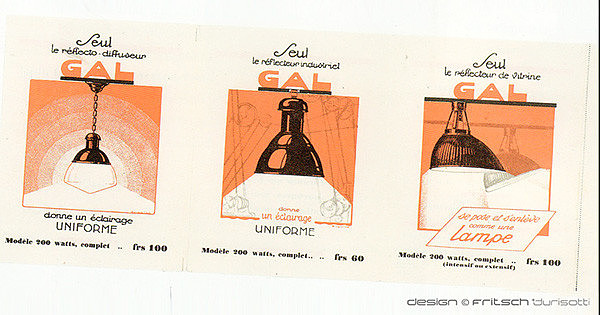 Seul
le réflecto-diffuseur
GAL
donne un éclairage
UNIFORME
Modèle 200 watts, complet .. frs 100
Seul
le réflecteur industriel
GAL
donne
un éclairage
UNIFORME
Modèle 200 watts, complet.. .. frs 60
Seul
le réflecteur de vitrine
GAL
se pose et s'enlève
comme une
lampe
Modèle 200 watts, complet .. frs 100
(intensif ou extensif)
design © Fritsch Durisotti